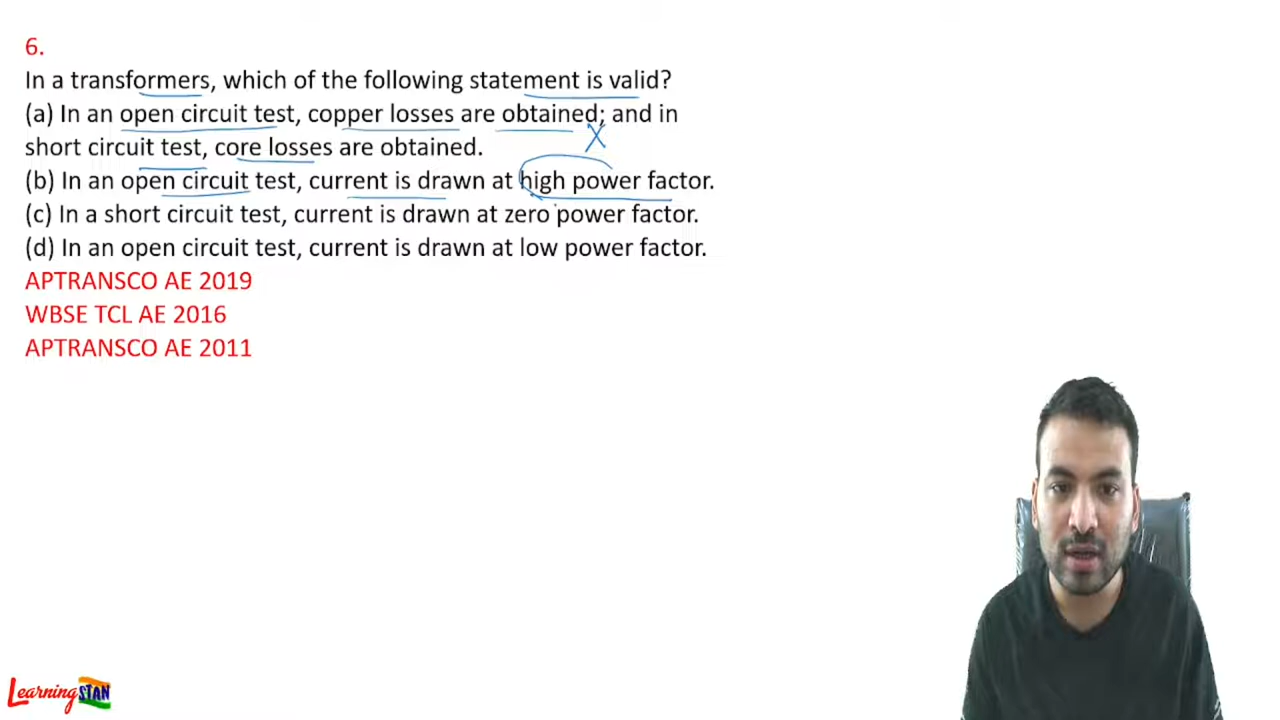 6.
In a transformers, which of the following statement is valid?
(a) In an open circuit test, copper losses are obtained; and in
short circuit test, core losses are obtained.
X
(b) In an open circuit test, current is drawn at high power factor.
(c) In a short circuit test, current is drawn at zero power factor.
(d) In an open circuit test, current is drawn at low power factor.
APTRANSCO AE 2019
WBSE TCL AE 2016
APTRANSCO AE 2011
Learning STAN